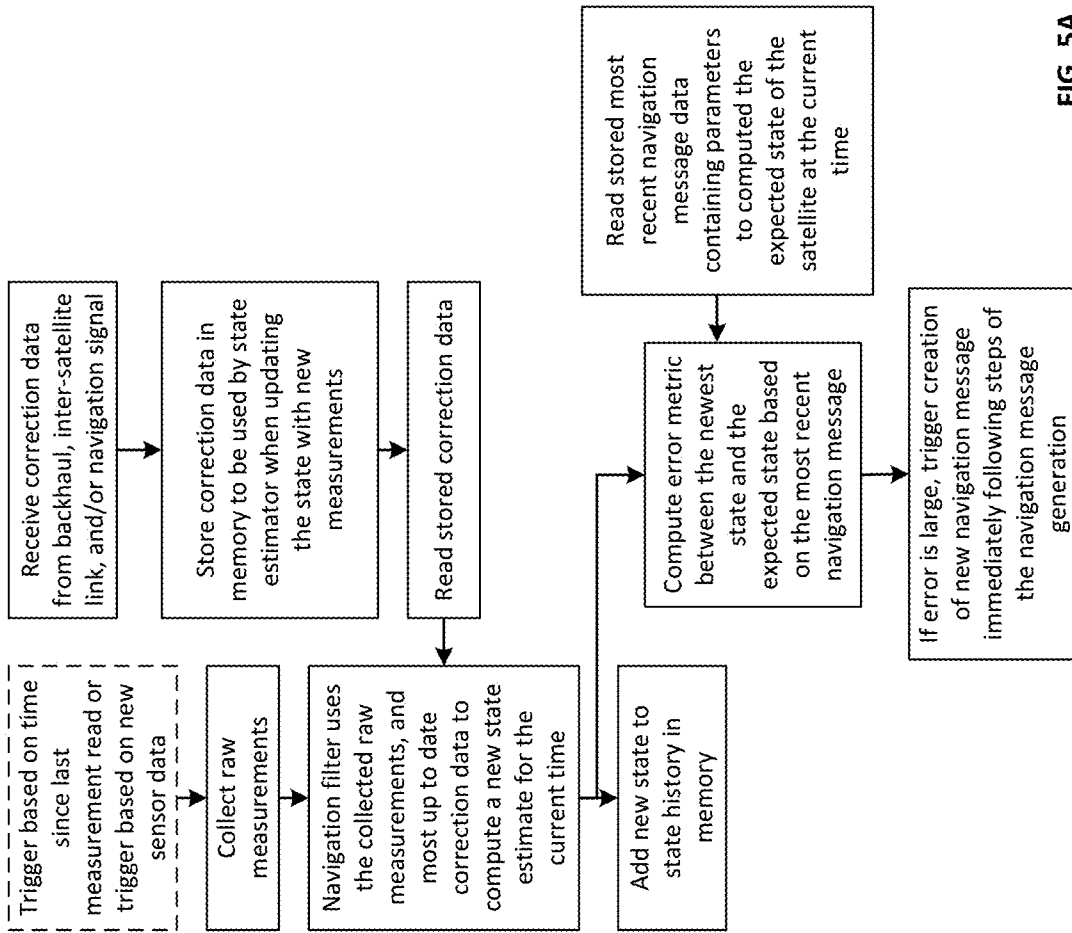 Trigger based on time
since last
measurement read or
trigger based on new
sensor data
Collect raw
measurements
Navigation filter uses
the collected raw
measurements, and
most up to date
correction data to
compute a new state
estimate for the
current time
Add new state to
state history in
memory
Receive correction data
from backhaul, inter-satellite
link, and/or navigation signal
Store correction data in
memory to be used by state
estimator when updating
the state with new
measurements
Read stored correction data
Compute error metric
between the newest
state and the
expected state based
on the most recent
navigation message
If error is large, trigger creation
of new navigation message
immediately following steps of
the navigation message
generation
Read stored most
recent navigation
message data
containing parameters
to computed the
expected state of the
satellite at the current
time
FIG. 5A